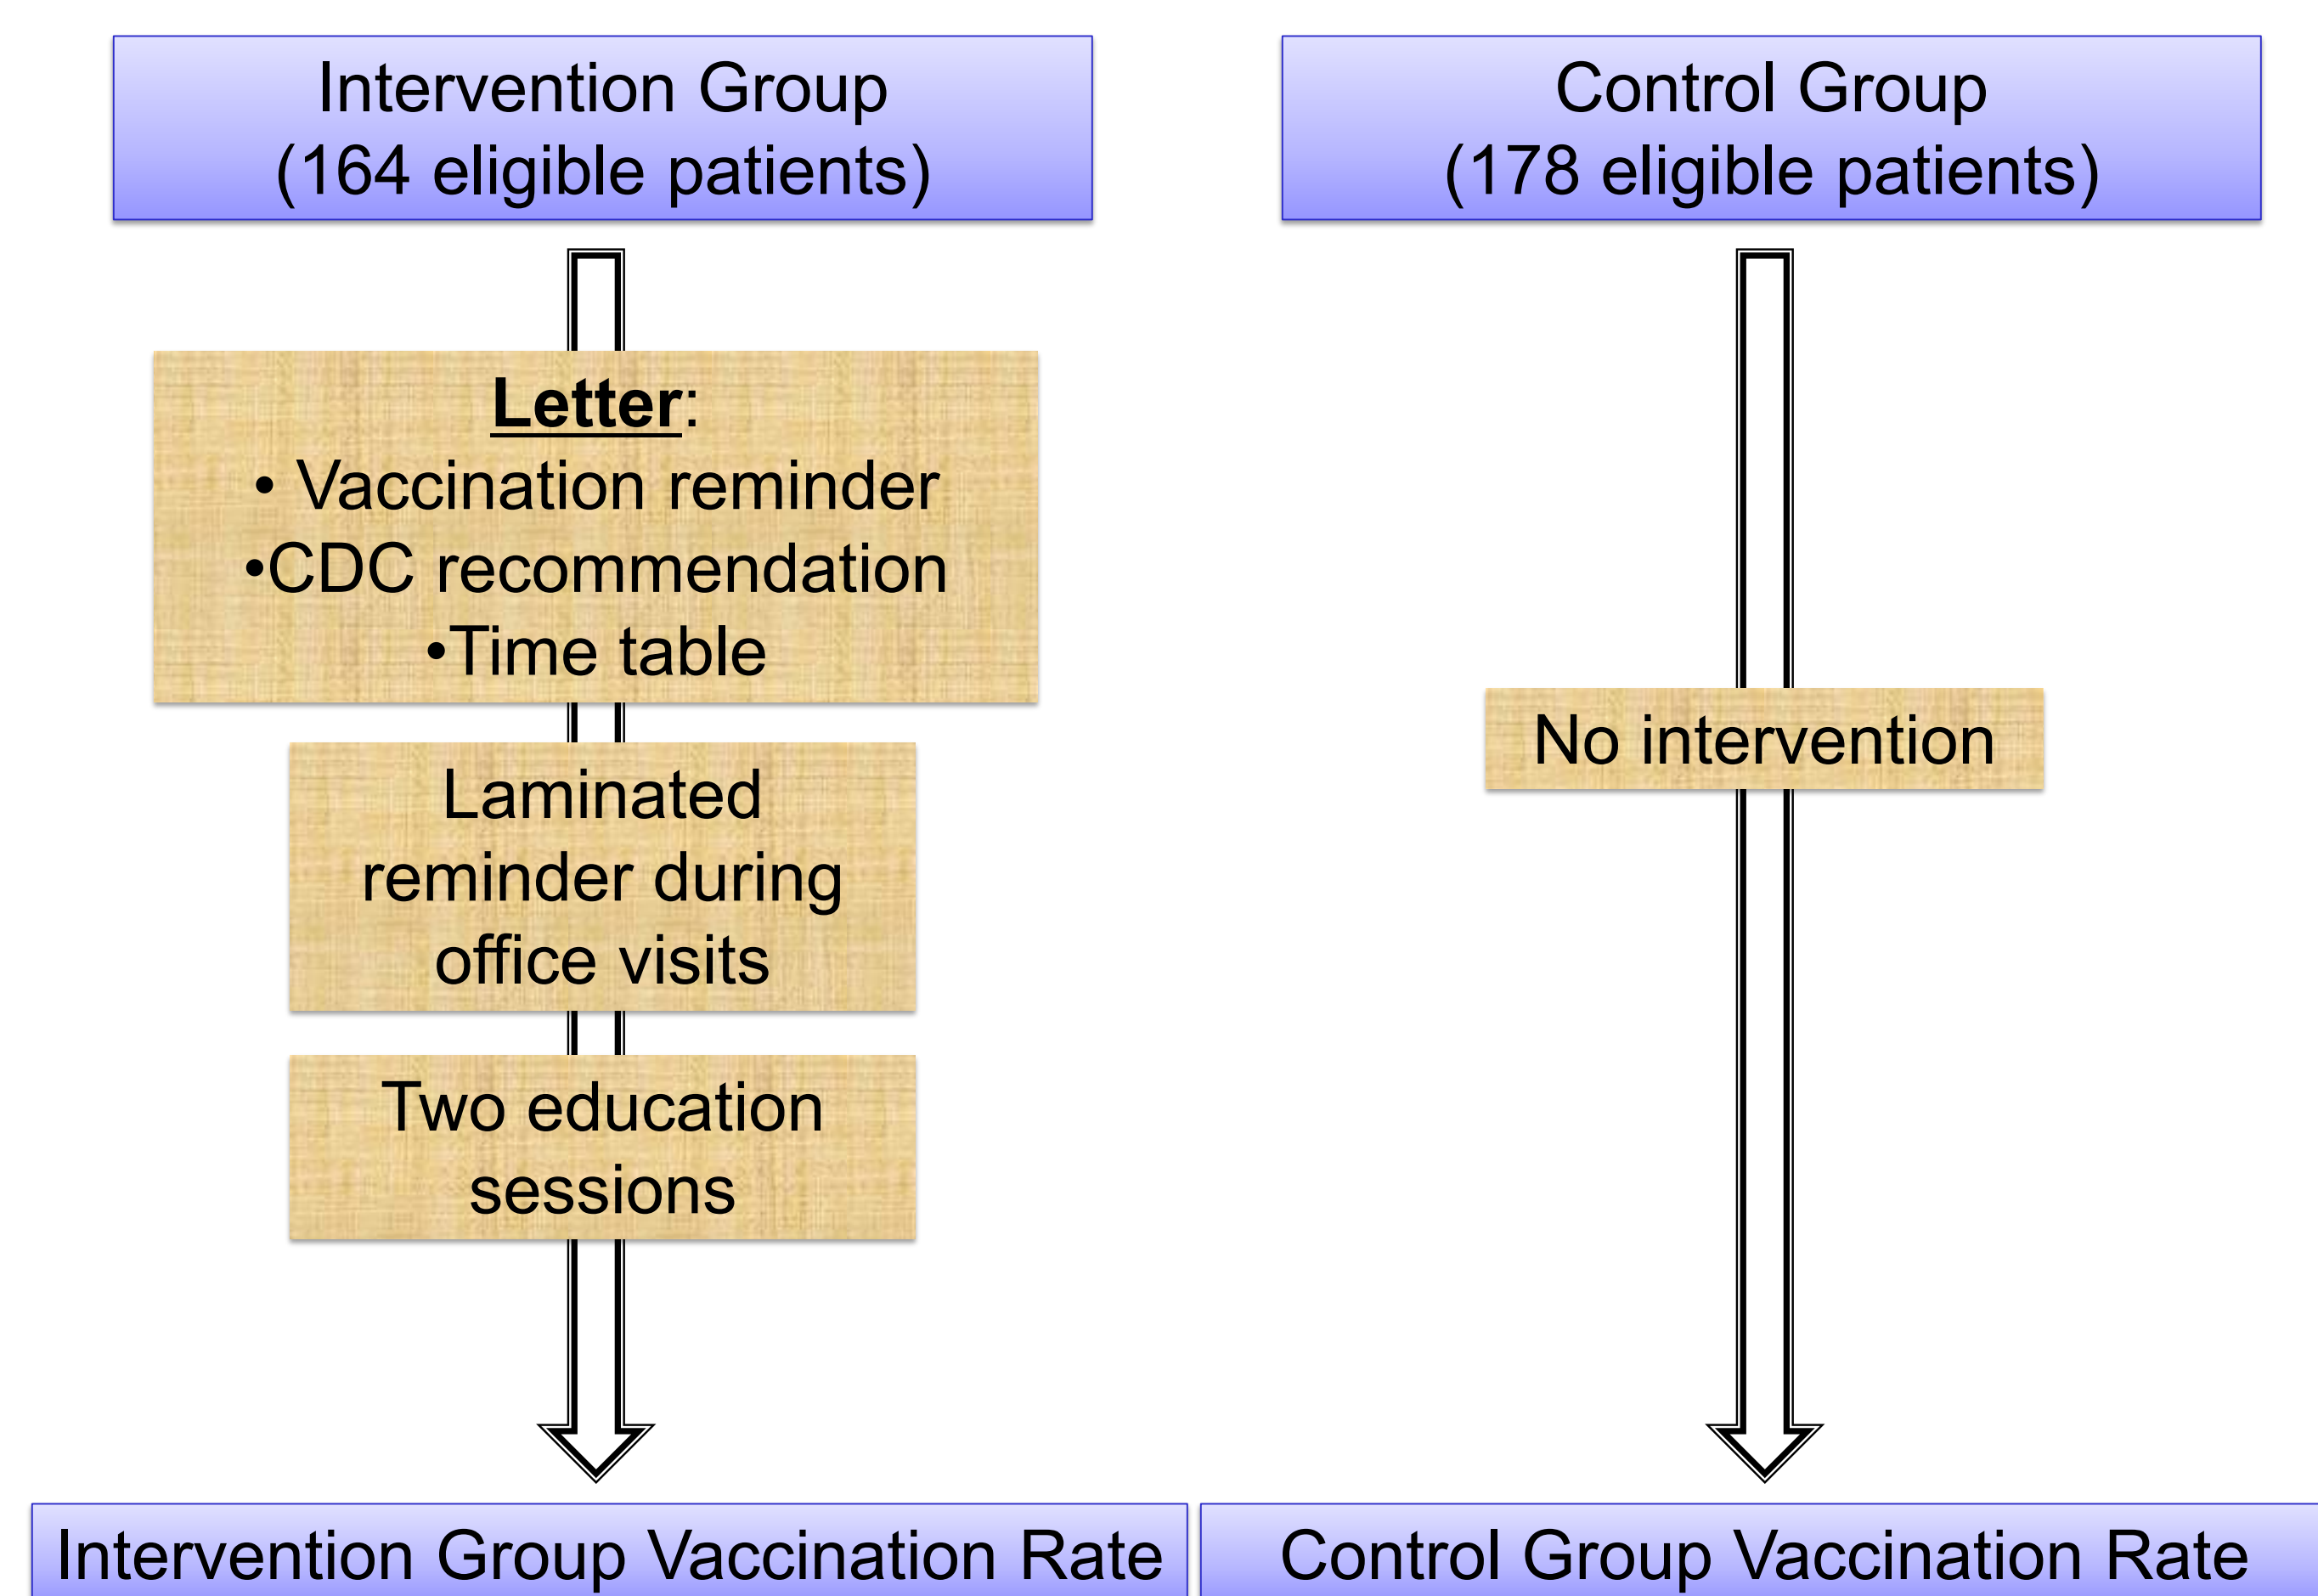 Intervention Group
(164 eligible patients)
Letter:
• Vaccination reminder
•CDC recommendation
•Time table
Laminated
reminder during
office visits
Two education
sessions
Intervention Group Vaccination Rate
Control Group
(178 eligible patients)
No intervention
Control Group Vaccination Rate